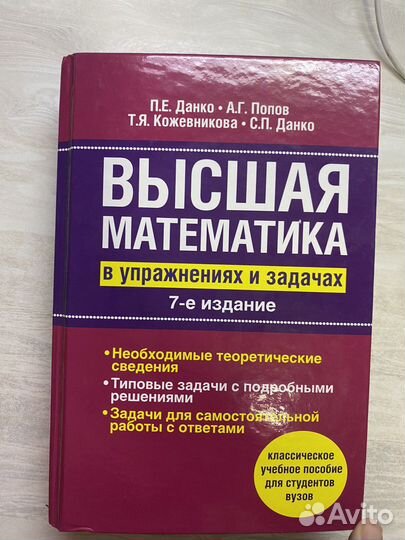 П.Е. Данко • А.Г. Попов
Т.Я. Кожевникова • С.П. Данко
ВЫСШАЯ
МАТЕМАТИКА
в упражнениях и задачах
7-е издание
• Необходимые теоретические
сведения
• Типовые задачи с подробными
решениями
• Задачи для самостоятельной
работы с ответами
классическое
учебное пособие
для студентов
вузов
Avito